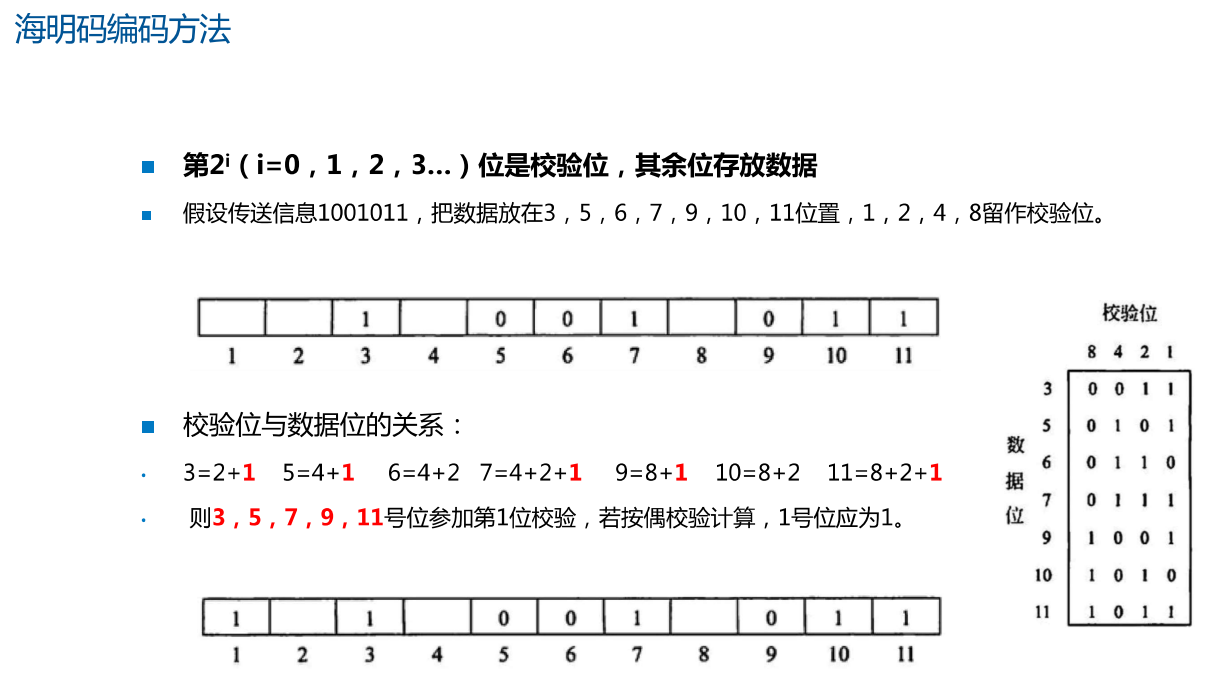 海明码编码方法
第2i（i=0，1，2，3…）位是校验位，其余位存放数据
假设传送信息1001011，把数据放在3，5，6，7，9，10，11位置，1，2，4，8留作校验位。
1 0 0 1 0 1 1
1 2 3 4 5 6 7 8 9 10 11
校验位与数据位的关系：
3=2+1 5=4+1 6=4+2 7=4+2+1 9=8+1 10=8+2 11=8+2+1
则3，5，7，9，11号位参加第1位校验，若按偶校验计算，1号位应为1。
1 1 0 0 1 0 1 1
1 2 3 4 5 6 7 8 9 10 11
校验位
8 4 2 1
数据位
3 0 0 1 1
5 0 1 0 1
6 0 1 1 0
7 0 1 1 1
9 1 0 0 1
10 1 0 1 0
11 1 0 1 1